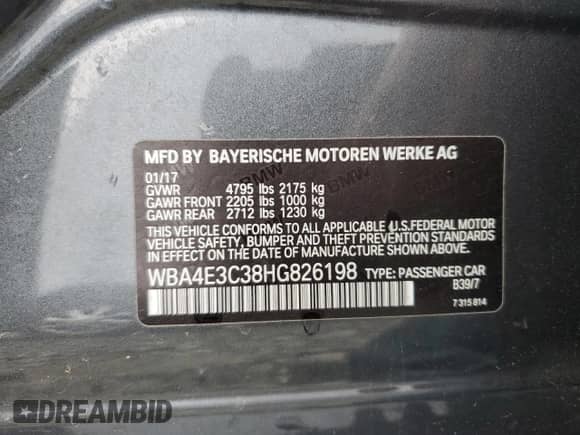 MFD BY BAYERISCHE MOTOREN WERKE AG
01/17
GVWR 4795 lbs 2175 kg
GAWR FRONT 2205 lbs 1000 kg
GAWR REAR 2712 lbs 1230 kg
THIS VEHICLE CONFORMS TO ALL APPLICABLE U.S.FEDERAL MOTOR
VEHICLE SAFETY, BUMPER, AND THEFT PREVENTION STANDARDS
IN EFFECT ON THE DATE OF MANUFACTURE SHOWN ABOVE.
WBA4E3C38HG826198 TYPE: PASSENGER CAR
B39/7
7 315 814
DREAMBID